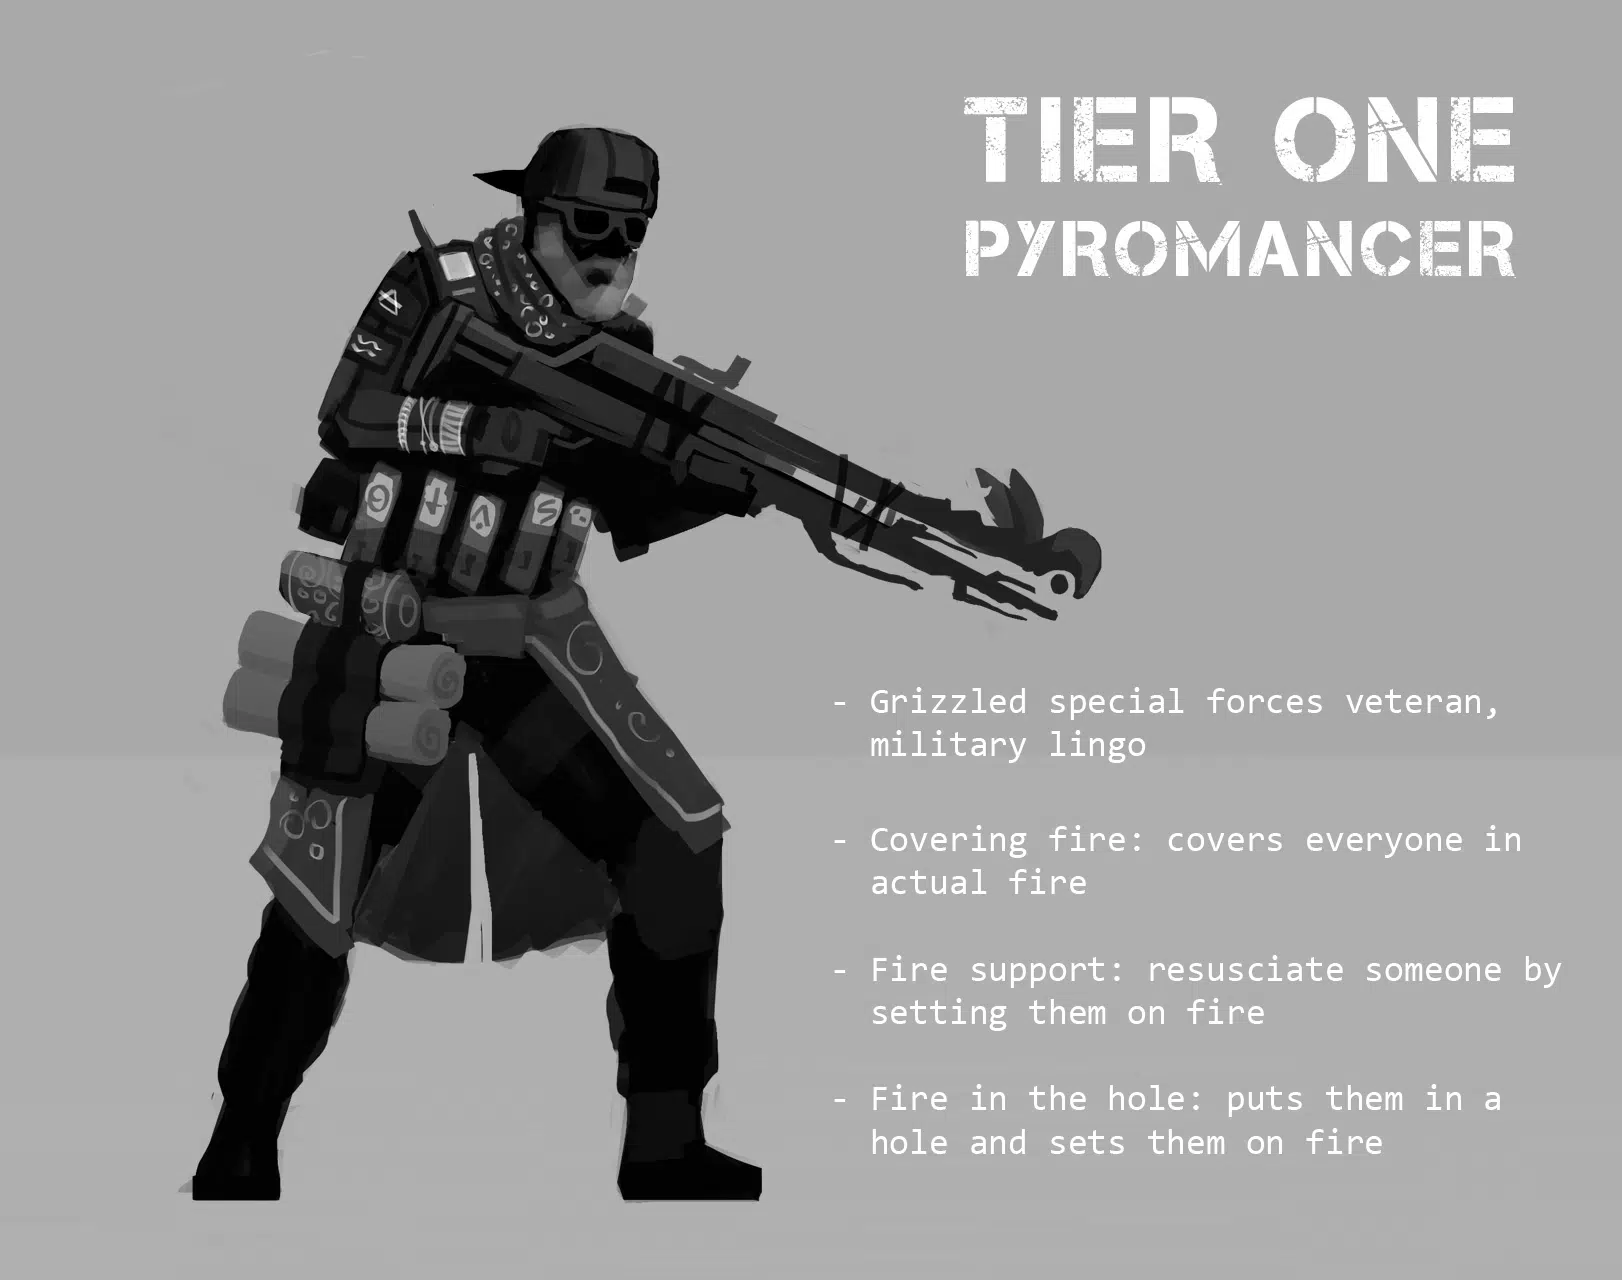 TIER ONE
PYROMANCER
- Grizzled special forces veteran,
military lingo
- Covering fire: covers everyone in
actual fire
- Fire support: resusciate someone by
setting them on fire
- Fire in the hole: puts them in a
hole and sets them on fire